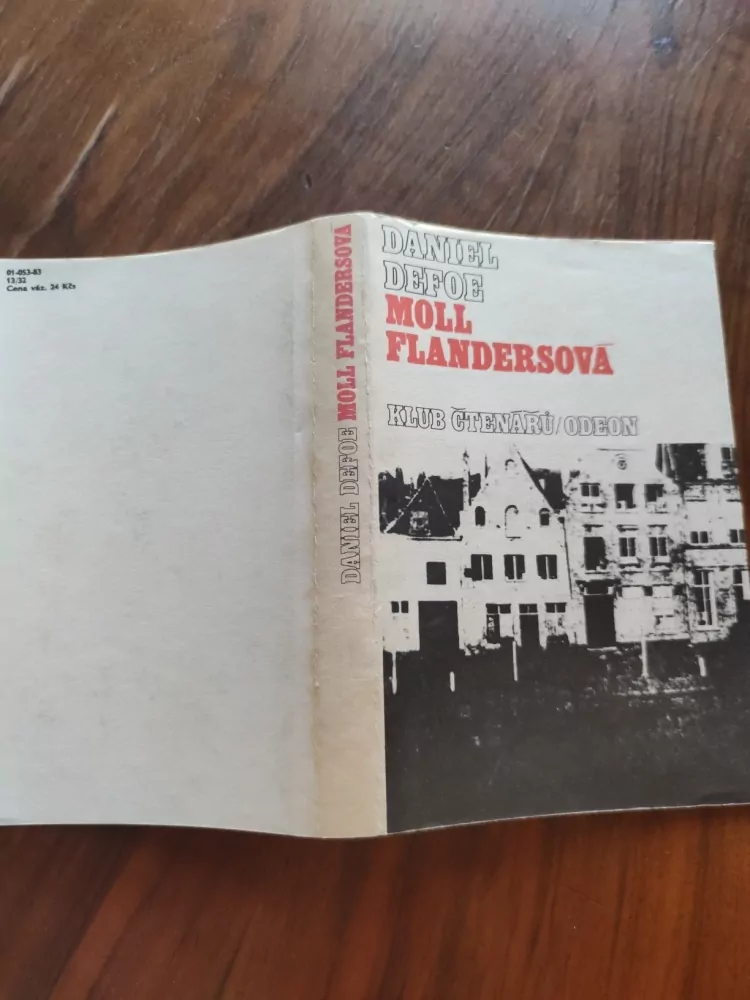 01-053-83
13/32
Cena váz. 24 Kčs
DANIEL DEFOE MOLL FLANDERSOVÁ
DANIEL
DEFOE
MOLL
FLANDERSOVÁ
KLUB ČTENÁŘŮ/ODEON